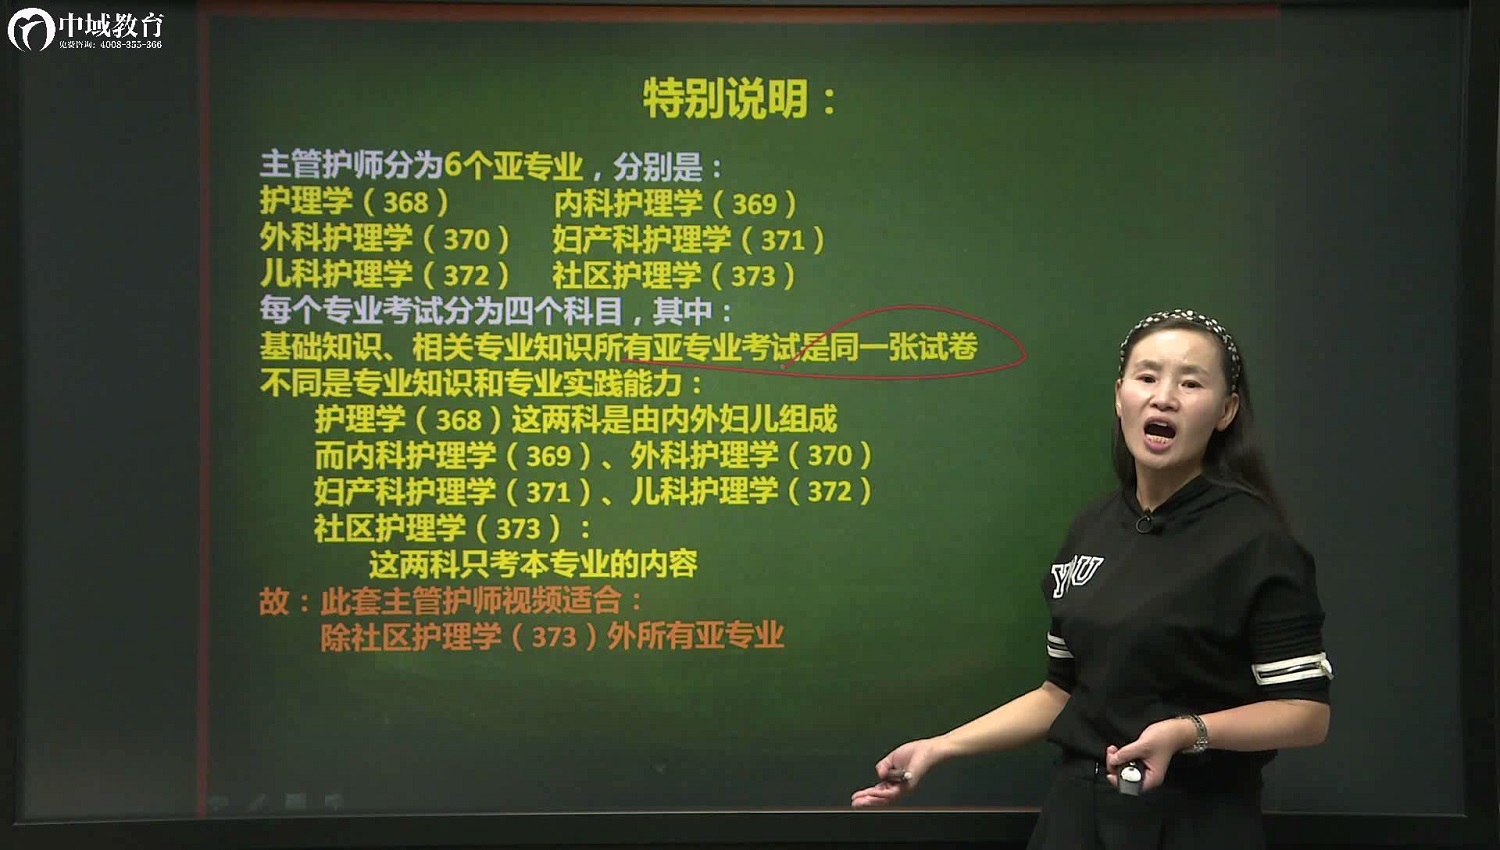 中域教育
免费咨询：4008-355-366
特别说明：
主管护师分为6个亚专业，分别是：
护理学（368） 内科护理学（369）
外科护理学（370） 妇产科护理学（371）
儿科护理学（372） 社区护理学（373）
每个专业考试分为四个科目，其中：
基础知识、相关专业知识所有亚专业考试是同一张试卷
不同是专业知识和专业实践能力：
护理学（368）这两科是由内外妇儿组成
而内科护理学（369）、外科护理学（370）
妇产科护理学（371）、儿科护理学（372）
社区护理学（373）：
这两科只考本专业的内容
故：此套主管护师视频适合：
除社区护理学（373）外所有亚专业